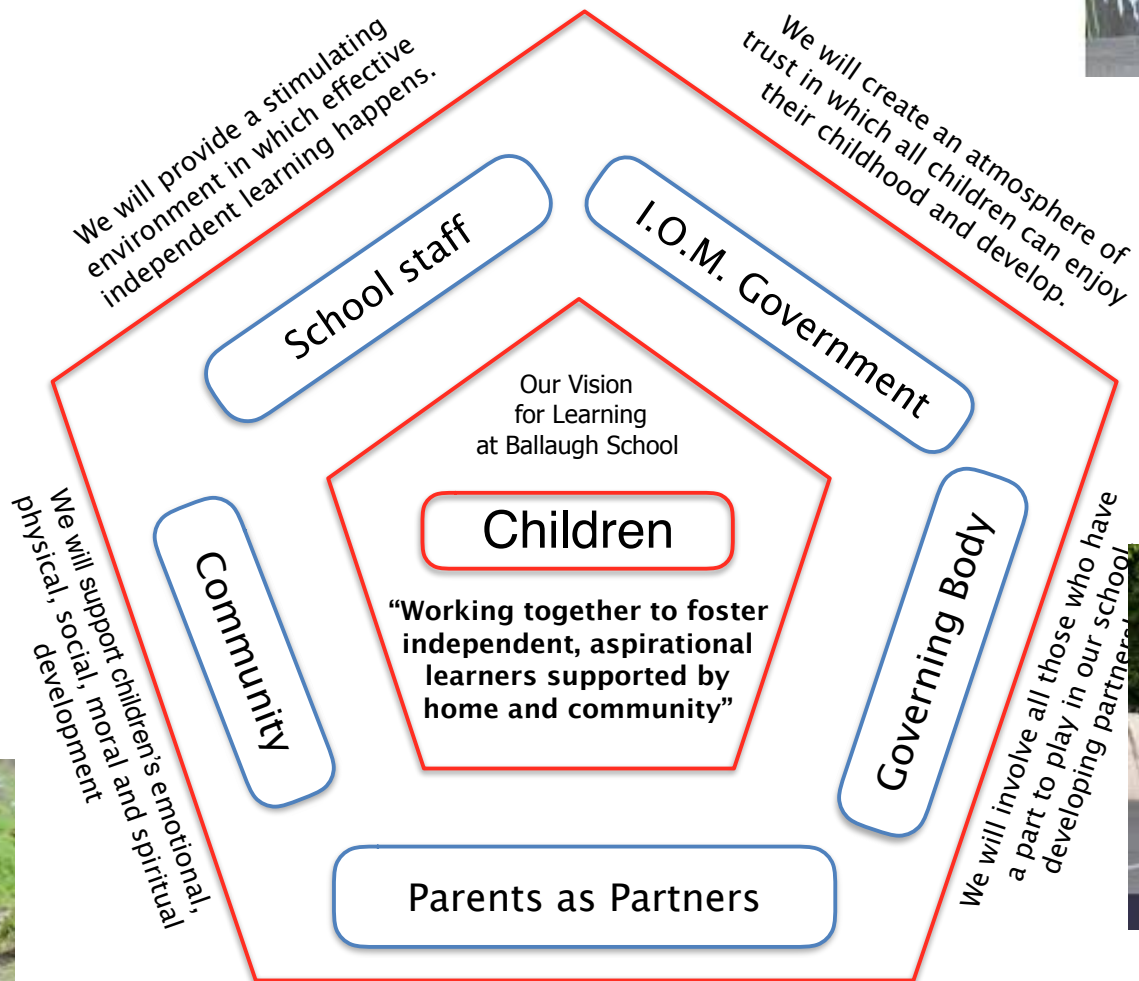 We will provide a stimulating
environment in which effective
independent learning happens.
We will create an atmosphere of
trust in which all children can enjoy
their childhood and develop.
School staff
I.O.M. Government
Our Vision
for Learning
at Ballaugh School
Children
“Working together to foster
independent, aspirational
learners supported by
home and community”
Community
Governing Body
Parents as Partners
We will support children’s emotional,
physical, social, moral and spiritual
development
We will involve all those who have
a part to play in our school
developing